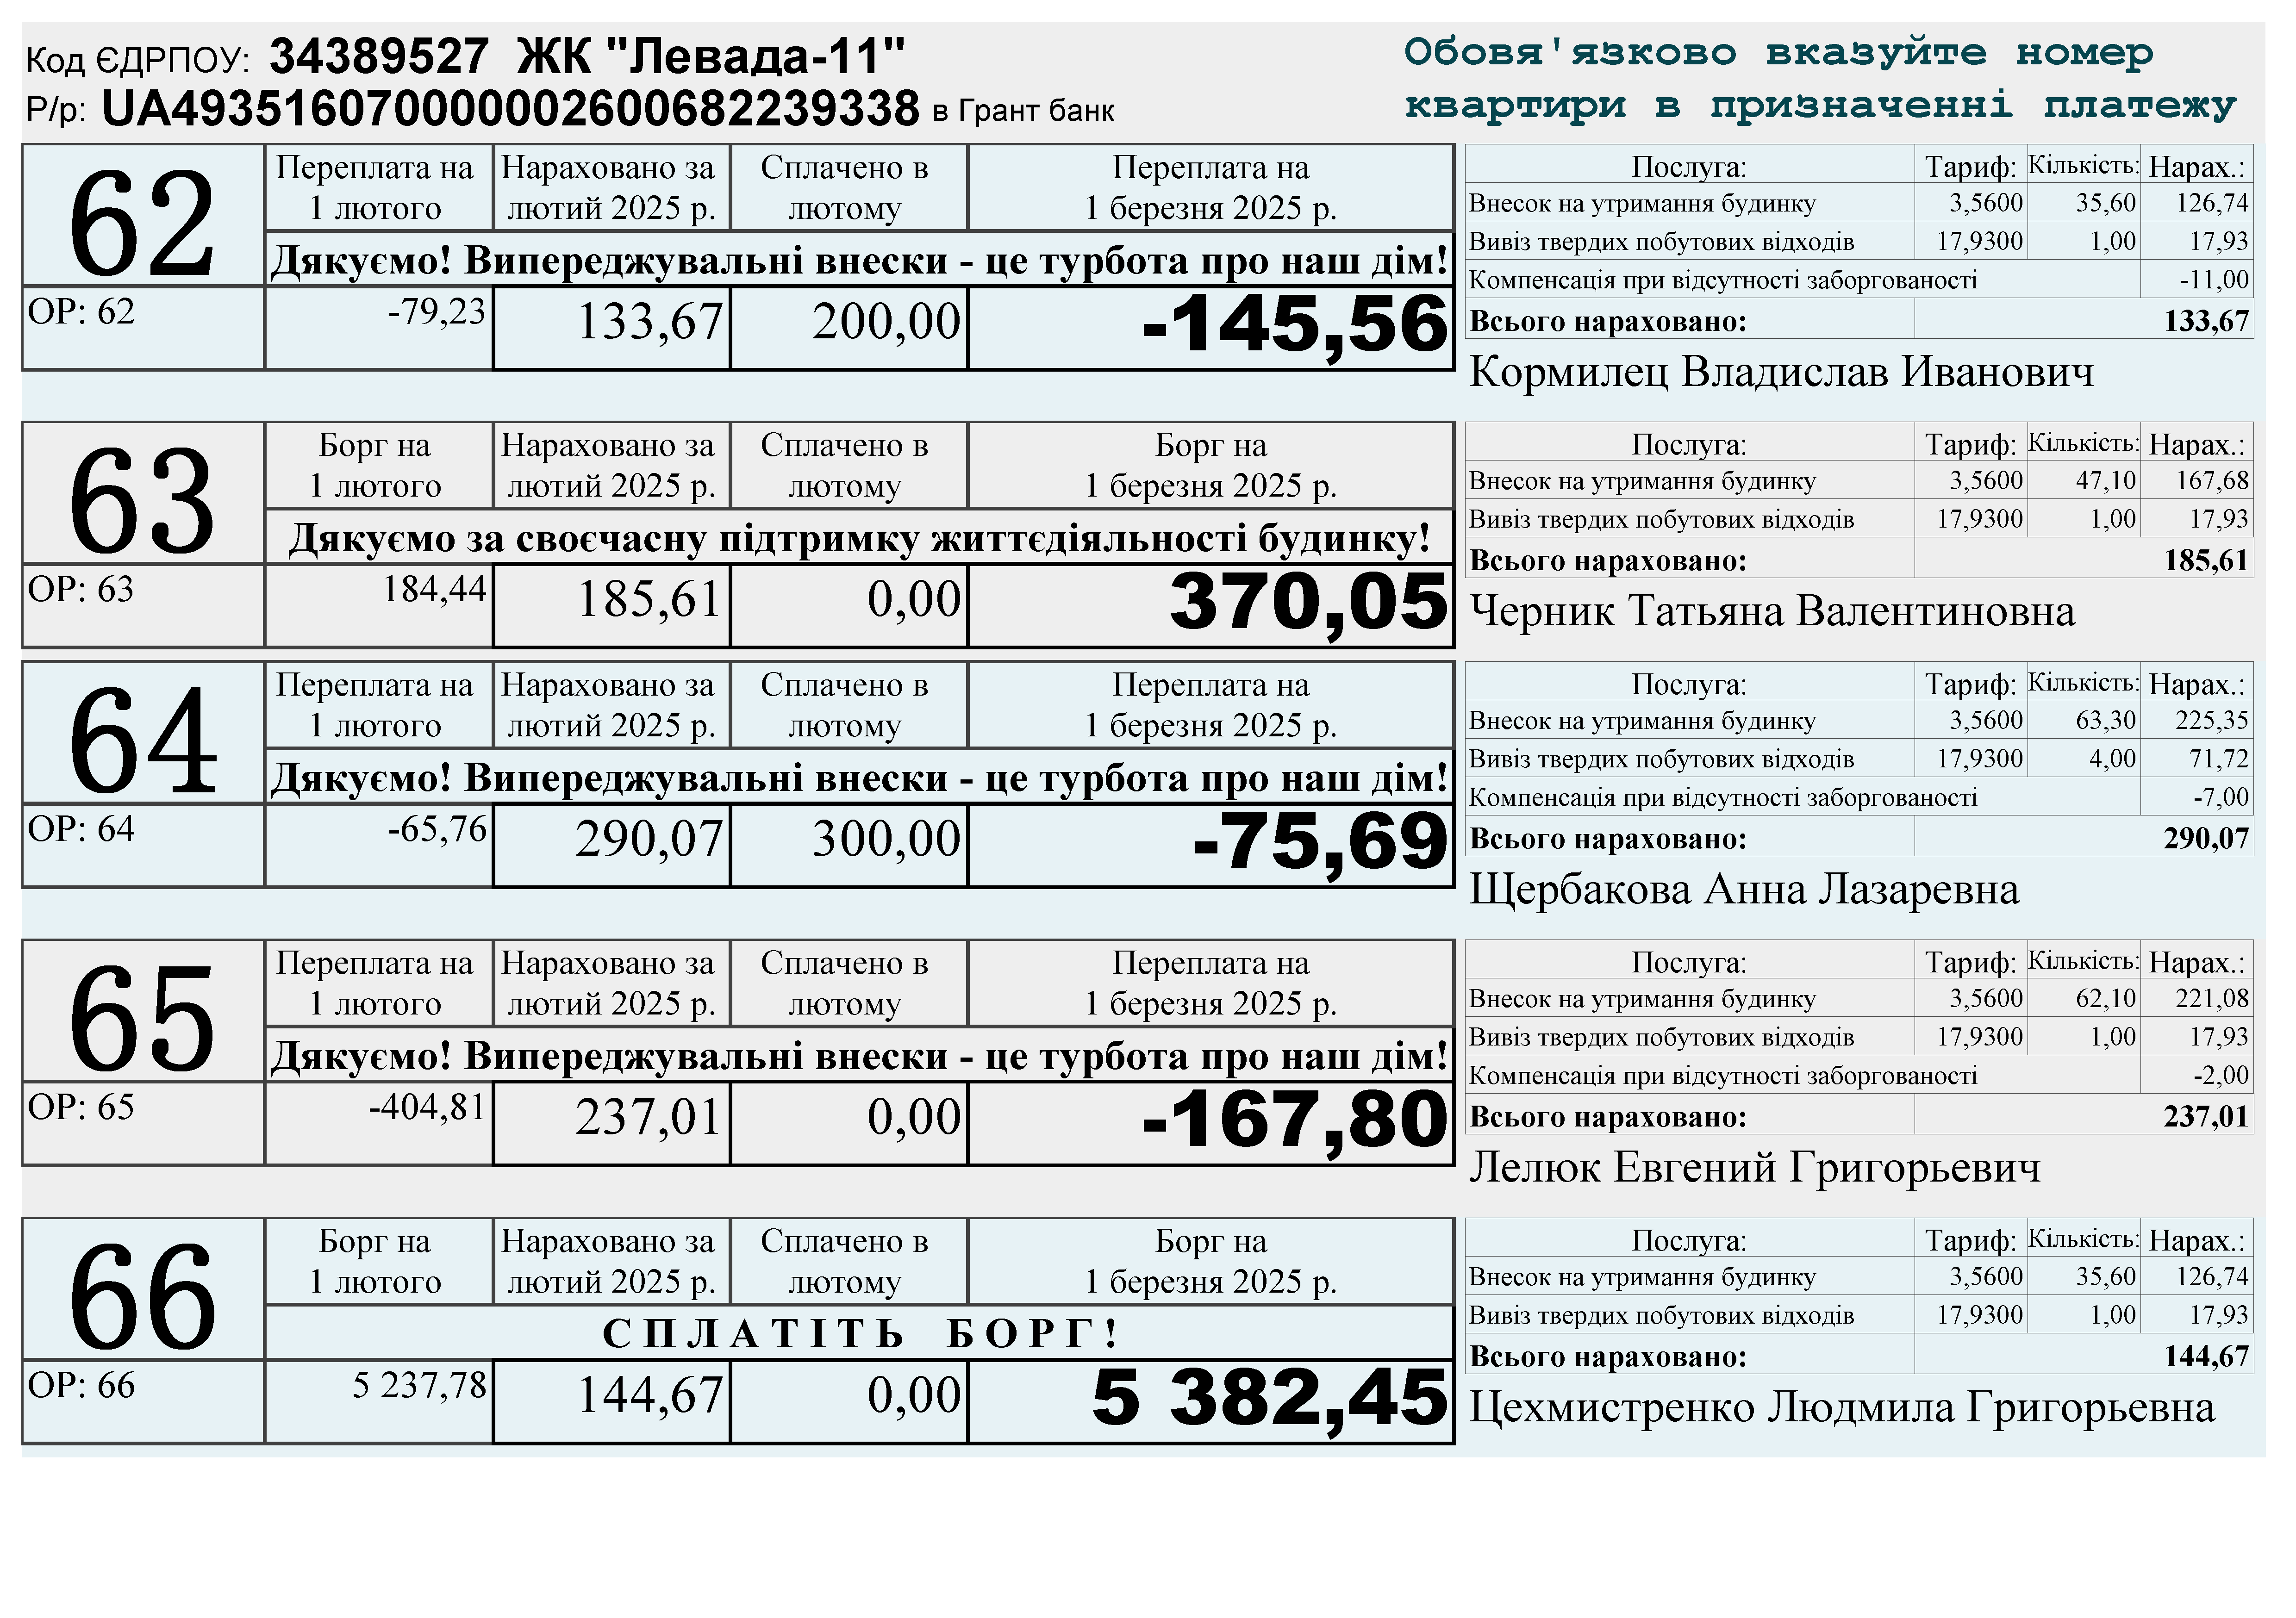 Код ЄДРПОУ: 34389527 ЖК "Левада-11"
Р/р: UA493516070000002600682239338 в Грант банк
Обовя'язково вказуйте номер
квартири в призначенні платежу
62
Переплата на 1 лютого
Нараховано за лютий 2025 р.
Сплачено в лютому
Переплата на 1 березня 2025 р.
Дякуємо! Випереджувальні внески - це турбота про наш дім!
ОР: 62 -79,23 133,67 200,00 -145,56
Послуга: Тариф: Кількість: Нарах.:
Внесок на утримання будинку 3,5600 35,60 126,74
Вивіз твердих побутових відходів 17,9300 1,00 17,93
Компенсація при відсутності заборгованості -11,00
Всього нараховано: 133,67
Кормилец Владислав Иванович
63
Борг на 1 лютого
Нараховано за лютий 2025 р.
Сплачено в лютому
Борг на 1 березня 2025 р.
Дякуємо за своєчасну підтримку життєдіяльності будинку!
ОР: 63 184,44 185,61 0,00 370,05
Послуга: Тариф: Кількість: Нарах.:
Внесок на утримання будинку 3,5600 47,10 167,68
Вивіз твердих побутових відходів 17,9300 1,00 17,93
Всього нараховано: 185,61
Черник Татьяна Валентиновна
64
Переплата на 1 лютого
Нараховано за лютий 2025 р.
Сплачено в лютому
Переплата на 1 березня 2025 р.
Дякуємо! Випереджувальні внески - це турбота про наш дім!
ОР: 64 -65,76 290,07 300,00 -75,69
Послуга: Тариф: Кількість: Нарах.:
Внесок на утримання будинку 3,5600 63,30 225,35
Вивіз твердих побутових відходів 17,9300 4,00 71,72
Компенсація при відсутності заборгованості -7,00
Всього нараховано: 290,07
Щербакова Анна Лазаревна
65
Переплата на 1 лютого
Нараховано за лютий 2025 р.
Сплачено в лютому
Переплата на 1 березня 2025 р.
Дякуємо! Випереджувальні внески - це турбота про наш дім!
ОР: 65 -404,81 237,01 0,00 -167,80
Послуга: Тариф: Кількість: Нарах.:
Внесок на утримання будинку 3,5600 62,10 221,08
Вивіз твердих побутових відходів 17,9300 1,00 17,93
Компенсація при відсутності заборгованості -2,00
Всього нараховано: 237,01
Лелюк Евгений Григорьевич
66
Борг на 1 лютого
Нараховано за лютий 2025 р.
Сплачено в лютому
Борг на 1 березня 2025 р.
СПЛАТІТЬ БОРГ!
ОР: 66 5 237,78 144,67 0,00 5 382,45
Послуга: Тариф: Кількість: Нарах.:
Внесок на утримання будинку 3,5600 35,60 126,74
Вивіз твердих побутових відходів 17,9300 1,00 17,93
Всього нараховано: 144,67
Цехмистренко Людмила Григорьевна